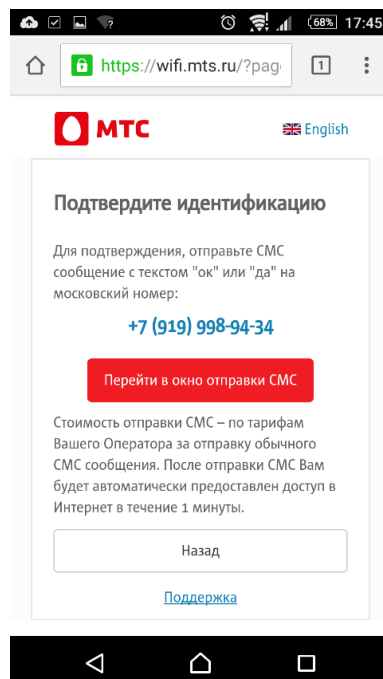 68% 17:45
https://wifi.mts.ru/?pag
1
МТС
English
Подтвердите идентификацию
Для подтверждения, отправьте СМС
сообщение с текстом "ок" или "да" на
московский номер:
+7 (919) 998-94-34
Перейти в окно отправки СМС
Стоимость отправки СМС – по тарифам
Вашего Оператора за отправку обычного
СМС сообщения. После отправки СМС Вам
будет автоматически предоставлен доступ в
Интернет в течение 1 минуты.
Назад
Поддержка